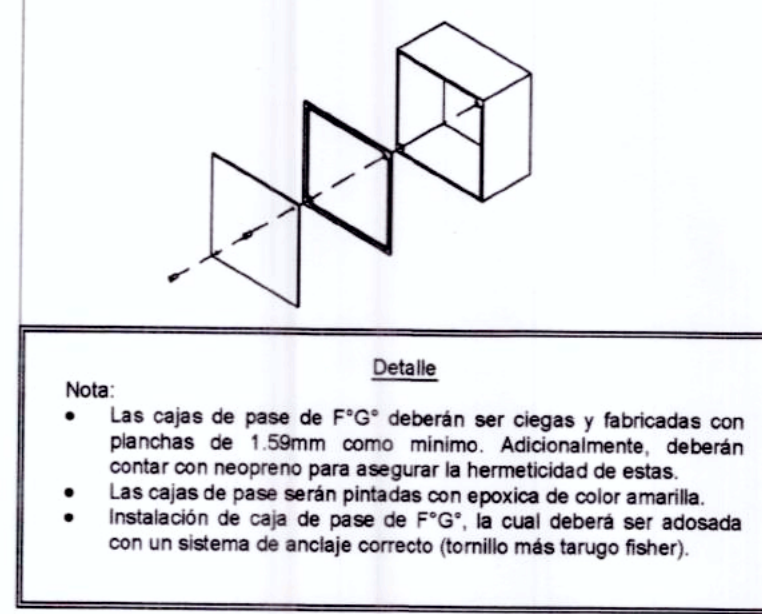 Detalle
Nota:
• Las cajas de pase de F°G° deberán ser ciegas y fabricadas con
planchas de 1.59mm como mínimo. Adicionalmente, deberán
contar con neopreno para asegurar la hermeticidad de estas.
• Las cajas de pase serán pintadas con epoxica de color amarilla.
• Instalación de caja de pase de F°G°, la cual deberá ser adosada
con un sistema de anclaje correcto (tornillo más tarugo fisher).